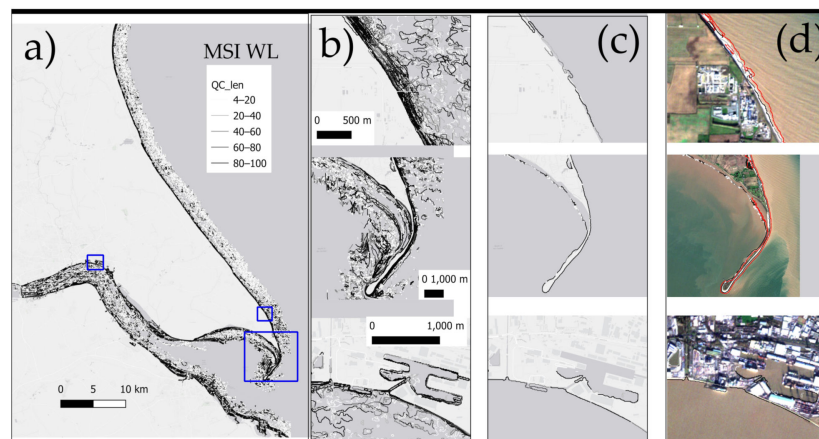 a)
MSI WL
QC_len
4–20
20–40
40–60
60–80
80–100
0 5 10 km
b)
0 500 m
0 1,000 m
0 1,000 m
(c)
(d)